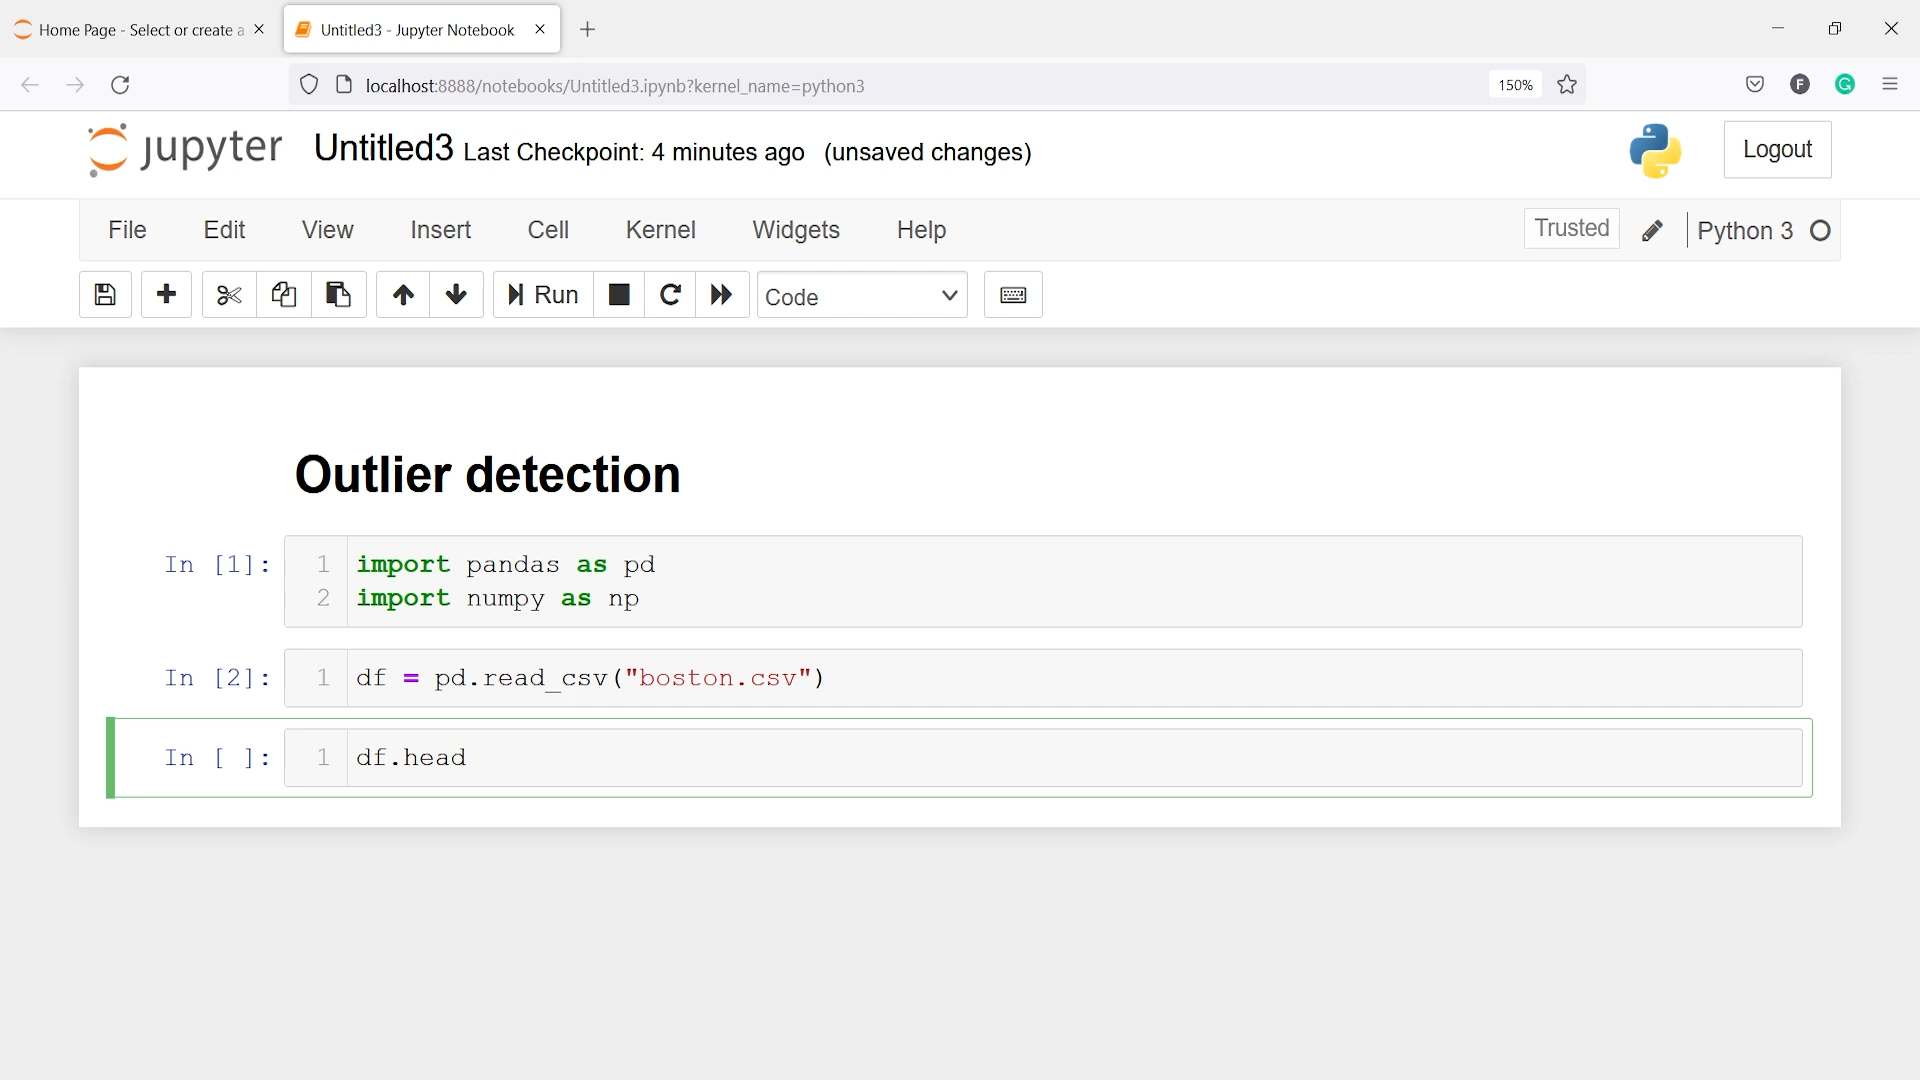 Home Page - Select or create a
Untitled3 - Jupyter Notebook
localhost:8888/notebooks/Untitled3.ipynb?kernel_name=python3
150%
F
G
jupyter Untitled3 Last Checkpoint: 4 minutes ago (unsaved changes)
Logout
File Edit View Insert Cell Kernel Widgets Help
Trusted
Python 3
Run
Code
Outlier detection
In [1]: 1 import pandas as pd
2 import numpy as np
In [2]: 1 df = pd.read_csv("boston.csv")
In [ ]: 1 df.head